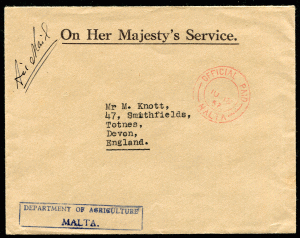 Air Mail
On Her Majesty's Service.
OFFICIAL PAID
MALTA
Mr M. Knott,
47, Smithfields,
Totnes,
Devon,
England.
DEPARTMENT OF AGRICULTURE
MALTA.